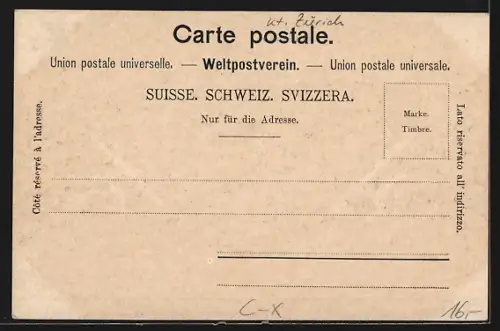 Kt. Zürich
Carte postale.
Union postale universelle. — Weltpostverein. — Union postale universale.
SUISSE. SCHWEIZ. SVIZZERA.
Nur für die Adresse.
Marke.
Timbre.
Côté réservé à l'adresse.
Lato riservato all' indirizzo.
C-X
16,-